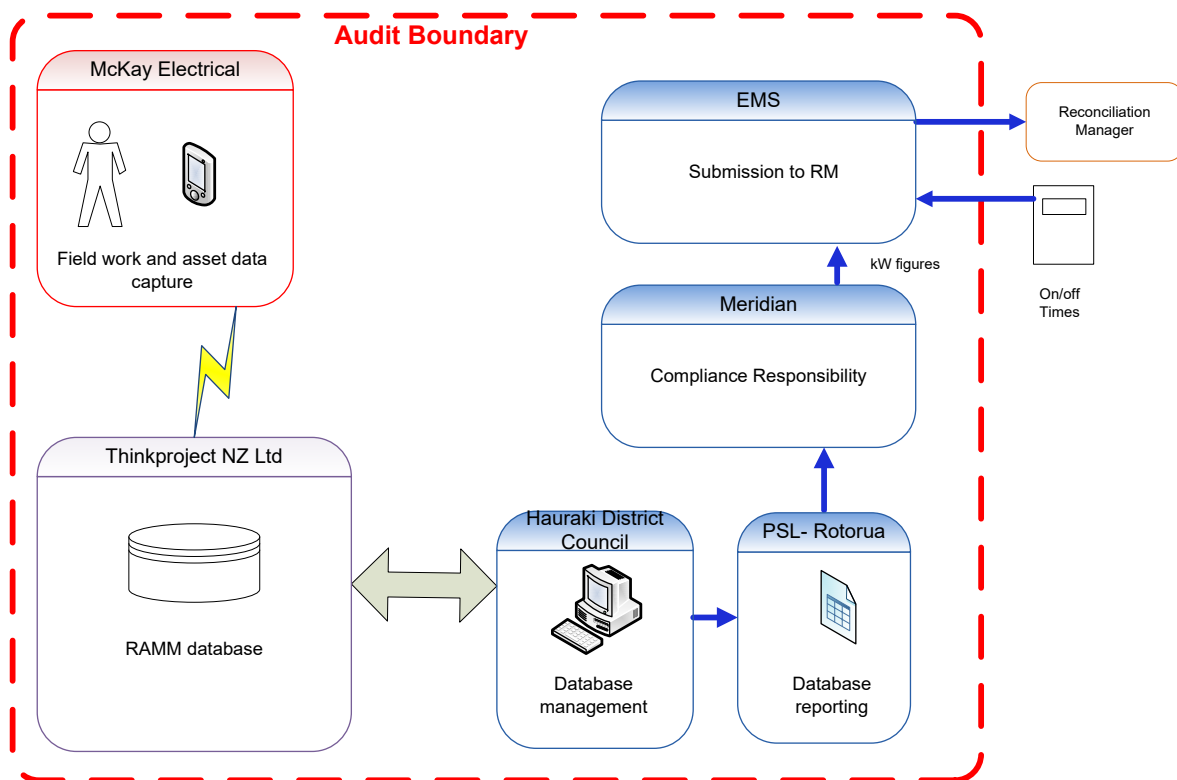 Audit Boundary
McKay Electrical
Field work and asset data
capture
EMS
Submission to RM
Reconciliation
Manager
On/off
Times
kW figures
Meridian
Compliance Responsibility
Thinkproject NZ Ltd
RAMM database
Hauraki District
Council
Database
management
PSL- Rotorua
Database
reporting